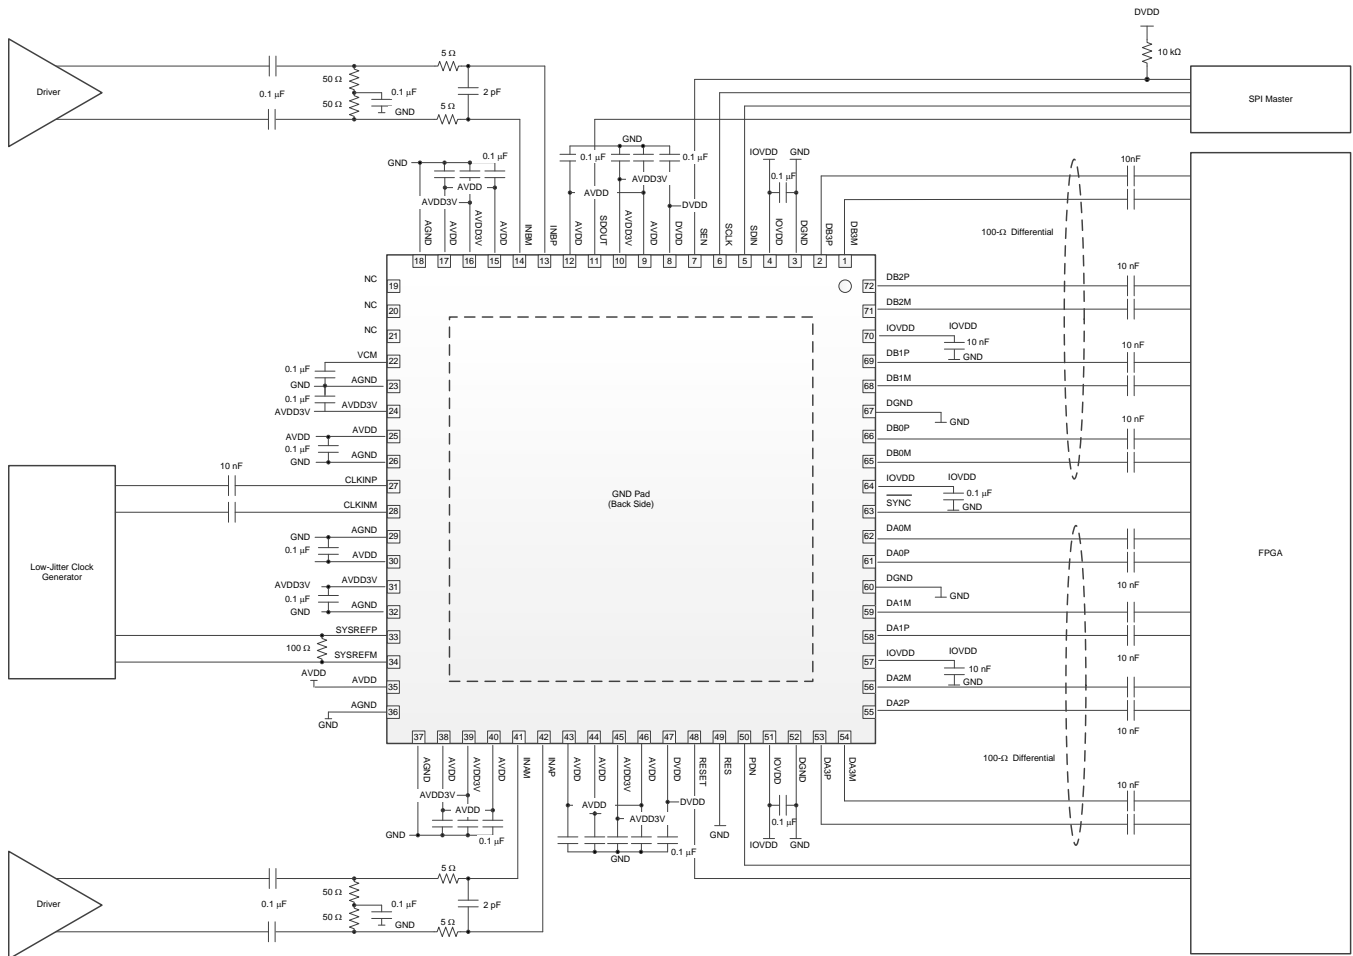 DVDD
10 kΩ
SPI Master
Driver
0.1 µF
50 Ω
50 Ω
0.1 µF
GND
5 Ω
5 Ω
2 pF
GND
0.1 µF
AVDD
AVDD3V
GND
0.1 µF
0.1 µF
AVDD3V
AVDD
DVDD
IOVDD
GND
0.1 µF
AGND
AVDD
AVDD3V
AVDD
INBM
INBP
AVDD
SDOUT
AVDD3V
AVDD
DVDD
SEN
SCLK
SDIN
IOVDD
DGND
DB3P
DB3M
18
17
16
15
14
13
12
11
10
9
8
7
6
5
4
3
2
1
10nF
100-Ω Differential
NC
19
NC
20
NC
21
VCM
22
0.1 µF
GND
AGND
23
0.1 µF
AVDD3V
AVDD3V
24
AVDD
AVDD
25
0.1 µF
GND
AGND
26
10 nF
CLKINP
27
CLKINM
28
GND
AGND
29
0.1 µF
AVDD
30
AVDD3V
AVDD3V
31
0.1 µF
GND
AGND
32
SYSREFP
33
100 Ω
SYSREFM
34
AVDD
AVDD
35
AGND
36
GND
Low-Jitter Clock
Generator
GND Pad
(Back Side)
72
DB2P
10 nF
71
DB2M
70
IOVDD
IOVDD
10 nF
GND
69
DB1P
10 nF
68
DB1M
67
DGND
GND
66
DB0P
10 nF
65
DB0M
64
IOVDD
IOVDD
0.1 µF
GND
63
SYNC
62
DA0M
61
DA0P
10 nF
60
DGND
GND
59
DA1M
58
DA1P
10 nF
57
IOVDD
IOVDD
10 nF
GND
56
DA2M
55
DA2P
10 nF
FPGA
100-Ω Differential
10 nF
37
38
39
40
41
42
43
44
45
46
47
48
49
50
51
52
53
54
AGND
AVDD
AVDD3V
AVDD
INAM
INAP
AVDD
AVDD
AVDD3V
AVDD
DVDD
RESET
RES
PDN
IOVDD
DGND
DA3P
DA3M
AVDD3V
AVDD
GND
0.1 µF
AVDD
AVDD3V
DVDD
GND
0.1 µF
GND
0.1 µF
IOVDD
GND
Driver
0.1 µF
50 Ω
50 Ω
0.1 µF
GND
5 Ω
5 Ω
2 pF